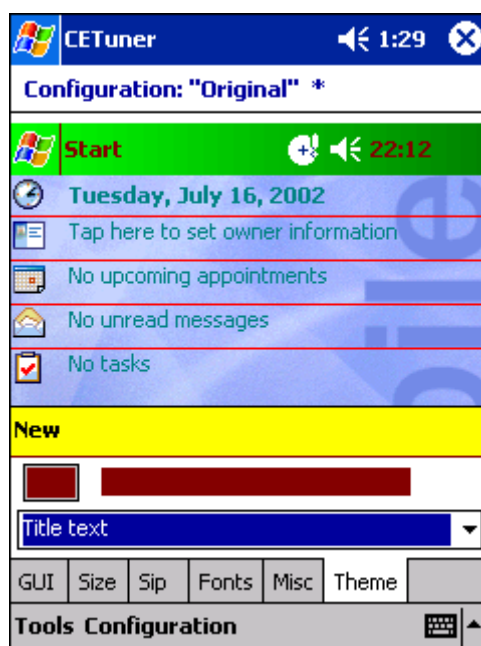 CETuner 1:29
Configuration: "Original" *
Start 22:12
Tuesday, July 16, 2002
Tap here to set owner information
No upcoming appointments
No unread messages
No tasks
New
Title text
GUI Size Sip Fonts Misc Theme
Tools Configuration